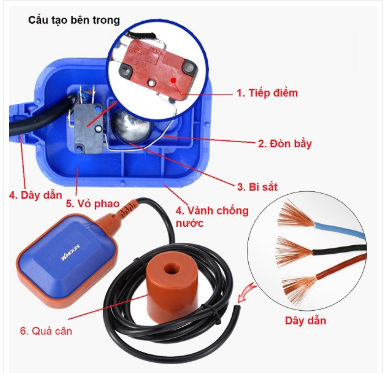 Cấu tạo bên trong
1. Tiếp điểm
2. Đòn bẩy
3. Bi sắt
4. Dây dẫn
5. Vỏ phao
4. Vành chống
nước
6. Quả cân
Dây dẫn